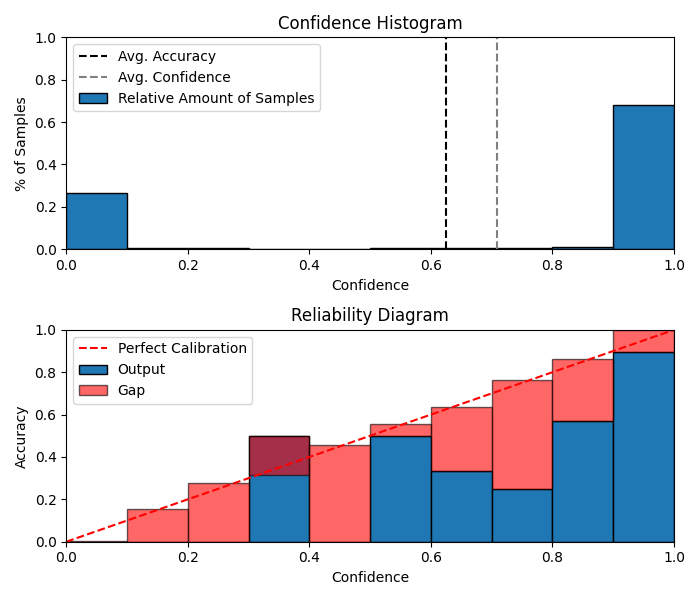 Confidence Histogram
1.0
0.8
0.6
0.4
0.2
0.0
% of Samples
Avg. Accuracy
Avg. Confidence
Relative Amount of Samples
0.0 0.2 0.4 0.6 0.8 1.0
Confidence
Reliability Diagram
1.0
0.8
0.6
0.4
0.2
0.0
Accuracy
Perfect Calibration
Output
Gap
0.0 0.2 0.4 0.6 0.8 1.0
Confidence